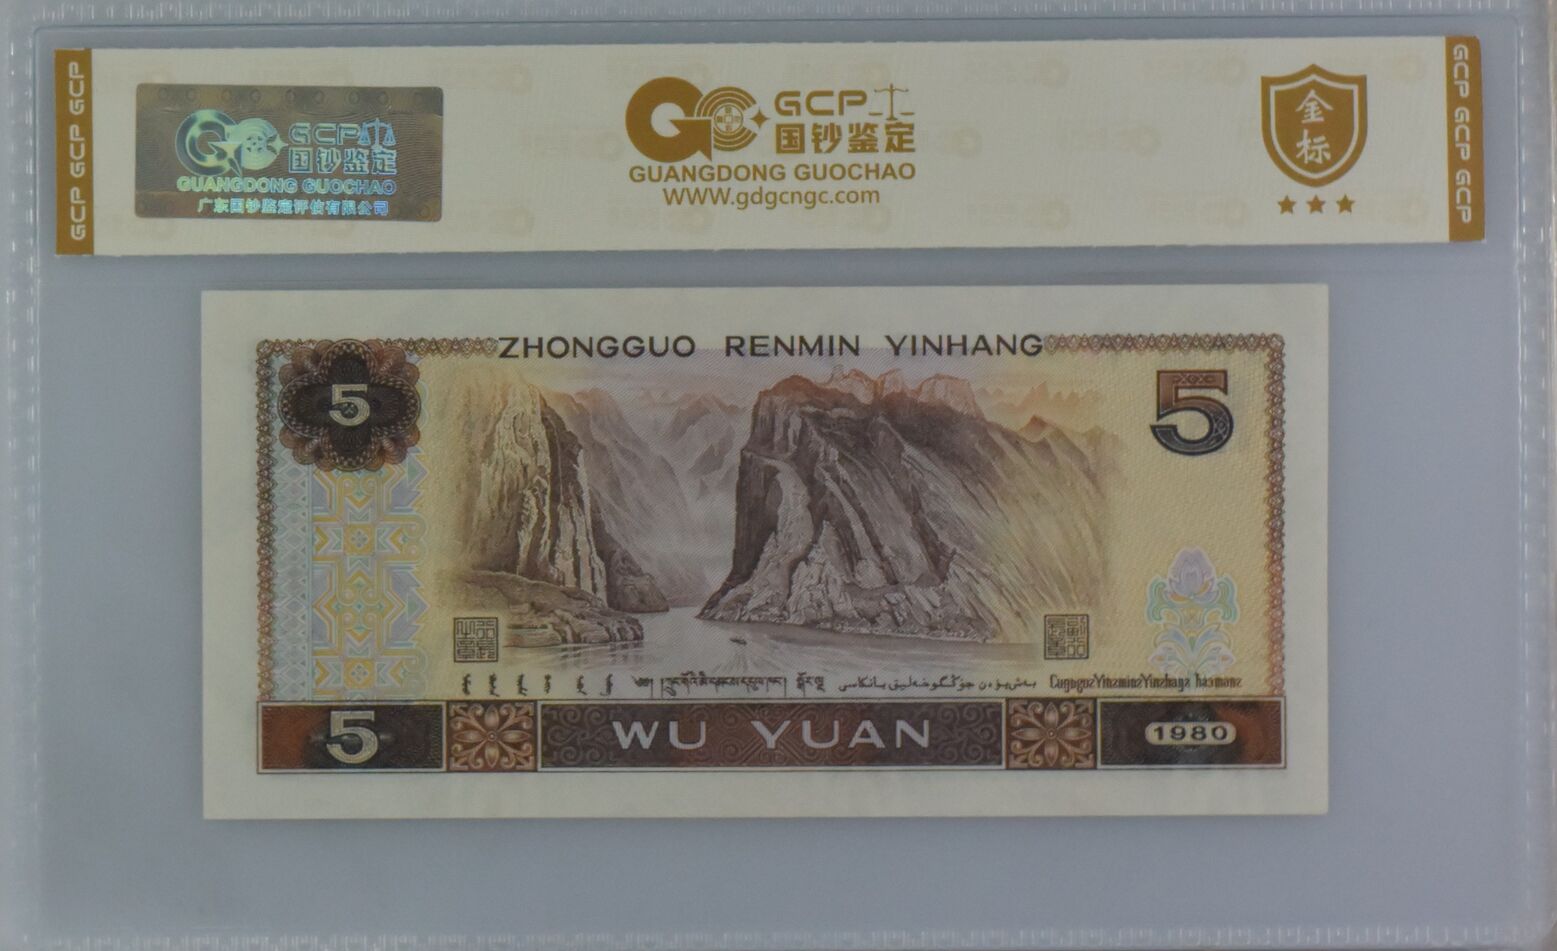 GCP GCP GCP
GCP
国钞鉴定
GUANGDONG GUOCHAO
广东国钞鉴定评估有限公司
GCP
国钞鉴定
GUANGDONG GUOCHAO
WWW.gdgcngc.com
金
标
GCP GCP GCP
ZHONGGUO RENMIN YINHANG
5
5
5
WU YUAN
1980